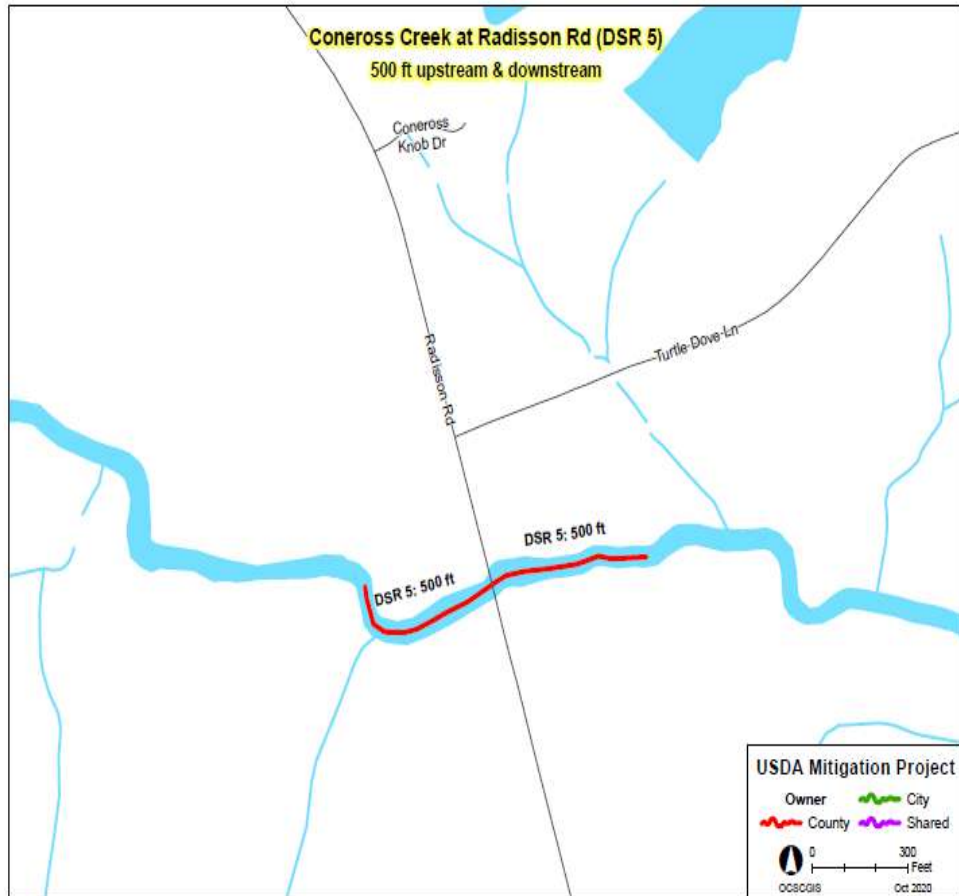 Coneross Creek at Radisson Rd (DSR 5)
500 ft upstream & downstream
Coneross
Knob Dr
Radisson-Rd
Turtle-Dove-Ln
DSR 5: 500 ft
DSR 5: 500 ft
USDA Mitigation Project
Owner
City
County
Shared
0 300
Feet
OCSCGIS
Oct 2020